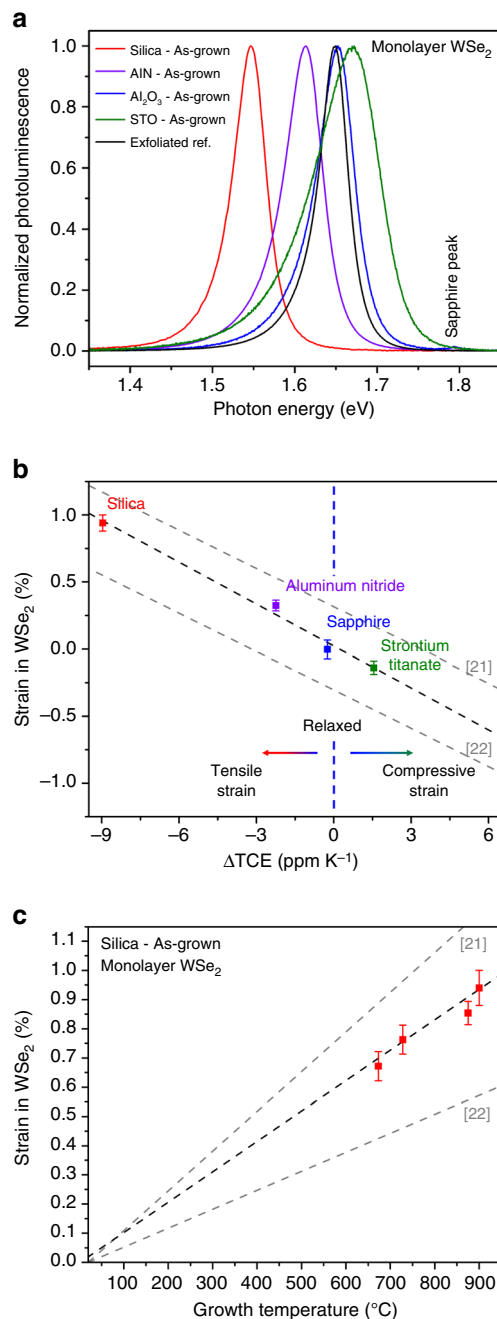 a
Monolayer WSe₂
Silica - As-grown
AlN - As-grown
Al₂O₃ - As-grown
STO - As-grown
Exfoliated ref.
Sapphire peak
Normalized photoluminescence
1.0
0.8
0.6
0.4
0.2
0.0
1.4 1.5 1.6 1.7 1.8
Photon energy (eV)
b
Silica
Aluminum nitride
Sapphire
Strontium
titanate
[21]
[22]
Relaxed
Tensile
strain
Compressive
strain
Strain in WSe₂ (%)
1.0
0.5
0.0
−0.5
−1.0
−9 −6 −3 0 3 6
ΔTCE (ppm K⁻¹)
c
Silica - As-grown
Monolayer WSe₂
[21]
[22]
Strain in WSe₂ (%)
1.1
1.0
0.9
0.8
0.7
0.6
0.5
0.4
0.3
0.2
0.1
0.0
100 200 300 400 500 600 700 800 900
Growth temperature (°C)